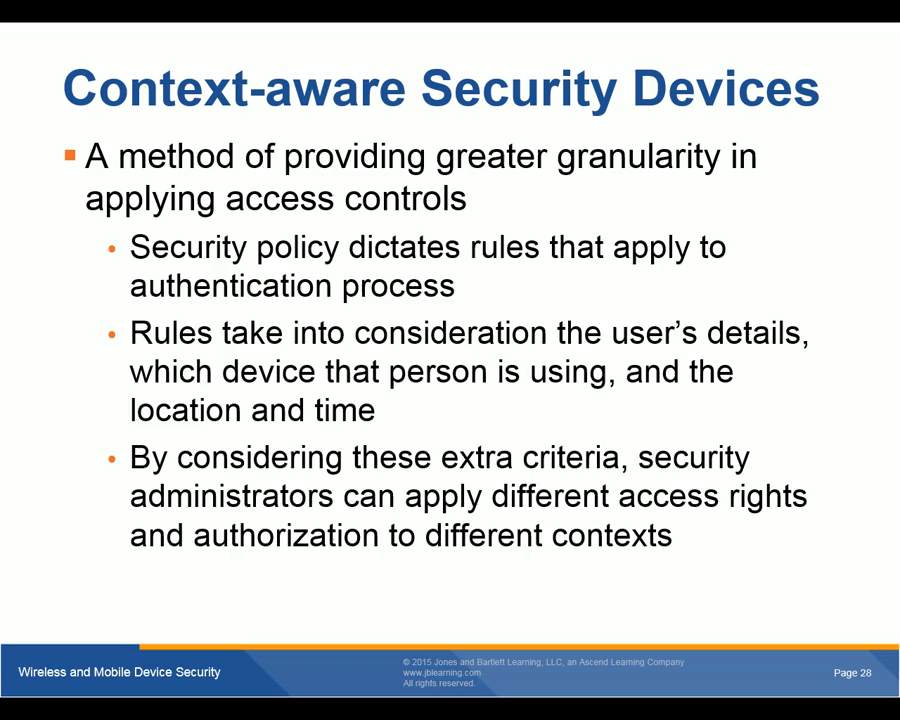 Context-aware Security Devices
A method of providing greater granularity in
applying access controls
Security policy dictates rules that apply to
authentication process
Rules take into consideration the user’s details,
which device that person is using, and the
location and time
By considering these extra criteria, security
administrators can apply different access rights
and authorization to different contexts
Wireless and Mobile Device Security
© 2015 Jones and Bartlett Learning, LLC, an Ascend Learning Company
www.jblearning.com
All rights reserved.
Page 28